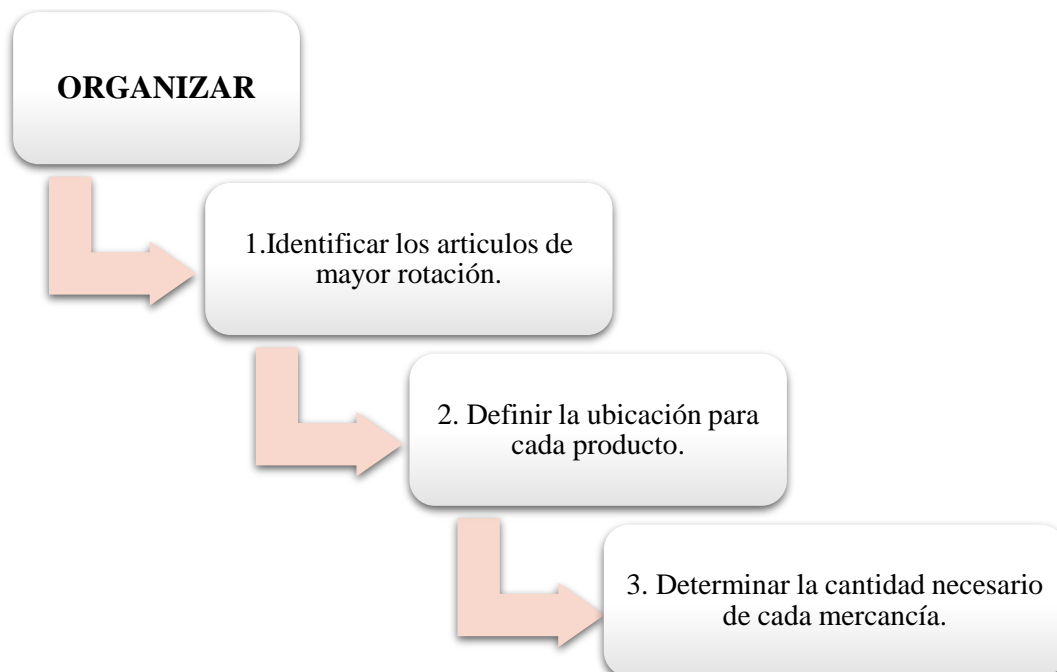 ORGANIZAR
1.Identificar los articulos de
mayor rotación.
2. Definir la ubicación para
cada producto.
3. Determinar la cantidad necesario
de cada mercancía.